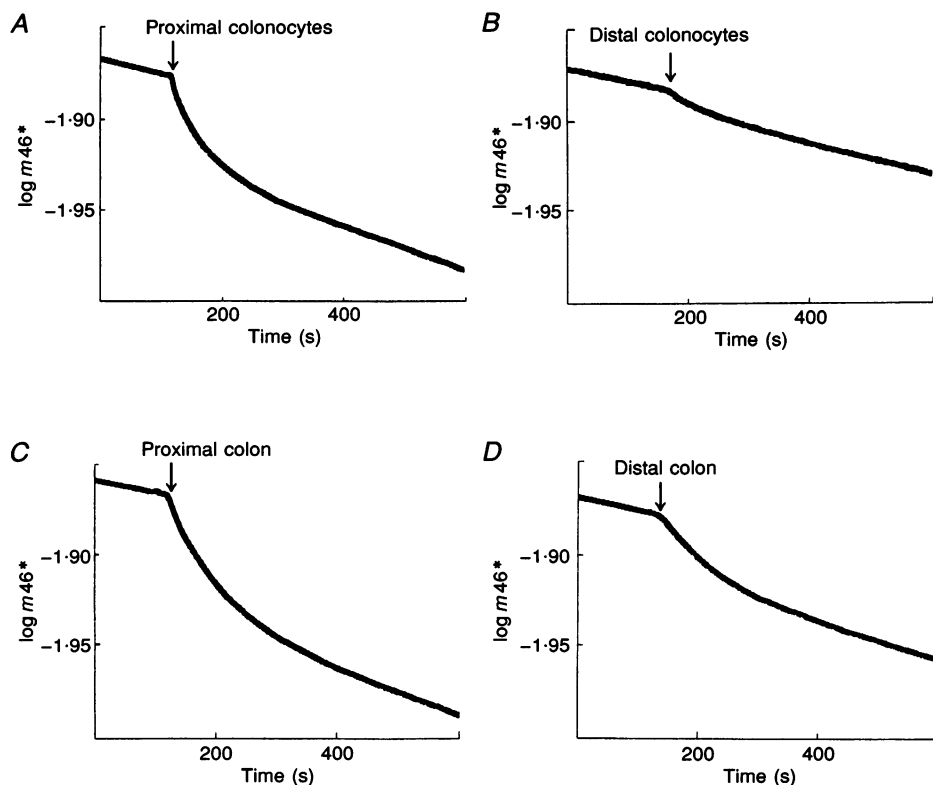 A
Proximal colonocytes
log m46*
−1·90
−1·95
200
400
Time (s)
B
Distal colonocytes
log m46*
−1·90
−1·95
200
400
Time (s)
C
Proximal colon
log m46*
−1·90
−1·95
200
400
Time (s)
D
Distal colon
log m46*
−1·90
−1·95
200
400
Time (s)